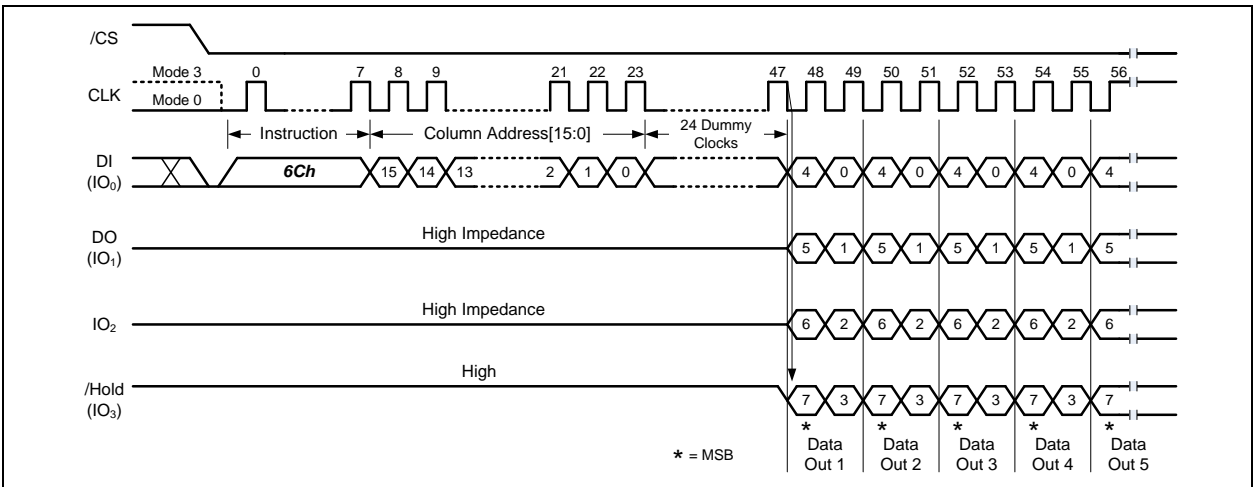 /CS
Mode 3 0 7 8 9 21 22 23 47 48 49 50 51 52 53 54 55 56
CLK
Mode 0
Instruction Column Address[15:0] 24 Dummy
Clocks
DI
(IO0)
6Ch 15 14 13 2 1 0 4 0 4 0 4 0 4 0 4
DO
(IO1)
High Impedance
5 1 5 1 5 1 5 1 5
High Impedance
IO2 6 2 6 2 6 2 6 2 6
High
/Hold
(IO3)
7 3 7 3 7 3 7 3 7
* * * * *
* = MSB
Data
Out 1
Data
Out 2
Data
Out 3
Data
Out 4
Data
Out 5